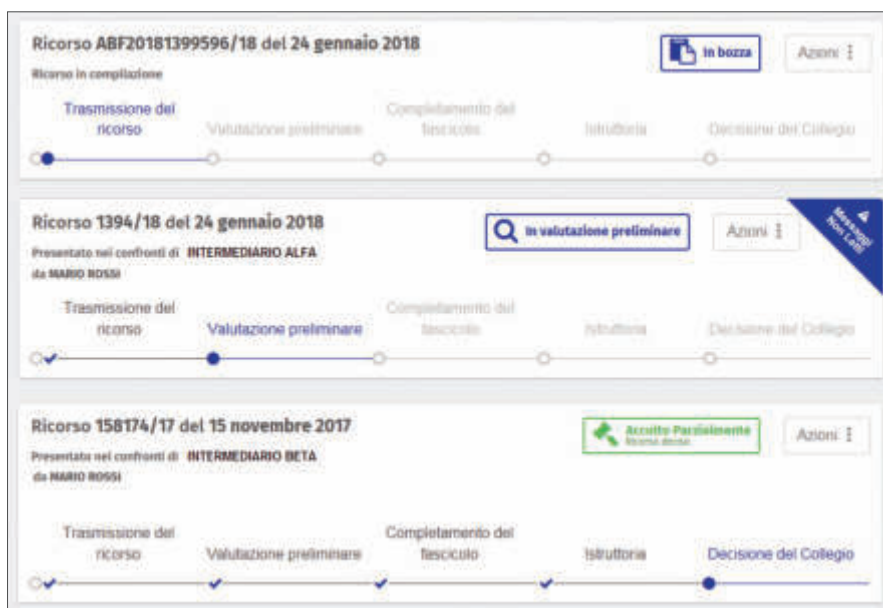 Ricorso ABF20181399596/18 del 24 gennaio 2018
In bozza
Azioni
Ricorso in compilazione
Trasmissione del
ricorso
Valutazione preliminare
Completamento del
fascicolo
Istruttoria
Decisione del Collegio
Ricorso 1394/18 del 24 gennaio 2018
In valutazione preliminare
Azioni
Messaggi
Non Letti
Presentato nei confronti di INTERMEDIARIO ALFA
da MARIO ROSSI
Trasmissione del
ricorso
Valutazione preliminare
Completamento del
fascicolo
Istruttoria
Decisione del Collegio
Ricorso 158174/17 del 15 novembre 2017
Accolto Parzialmente
Ricorso deciso
Azioni
Presentato nei confronti di INTERMEDIARIO BETA
da MARIO ROSSI
Trasmissione del
ricorso
Valutazione preliminare
Completamento del
fascicolo
Istruttoria
Decisione del Collegio